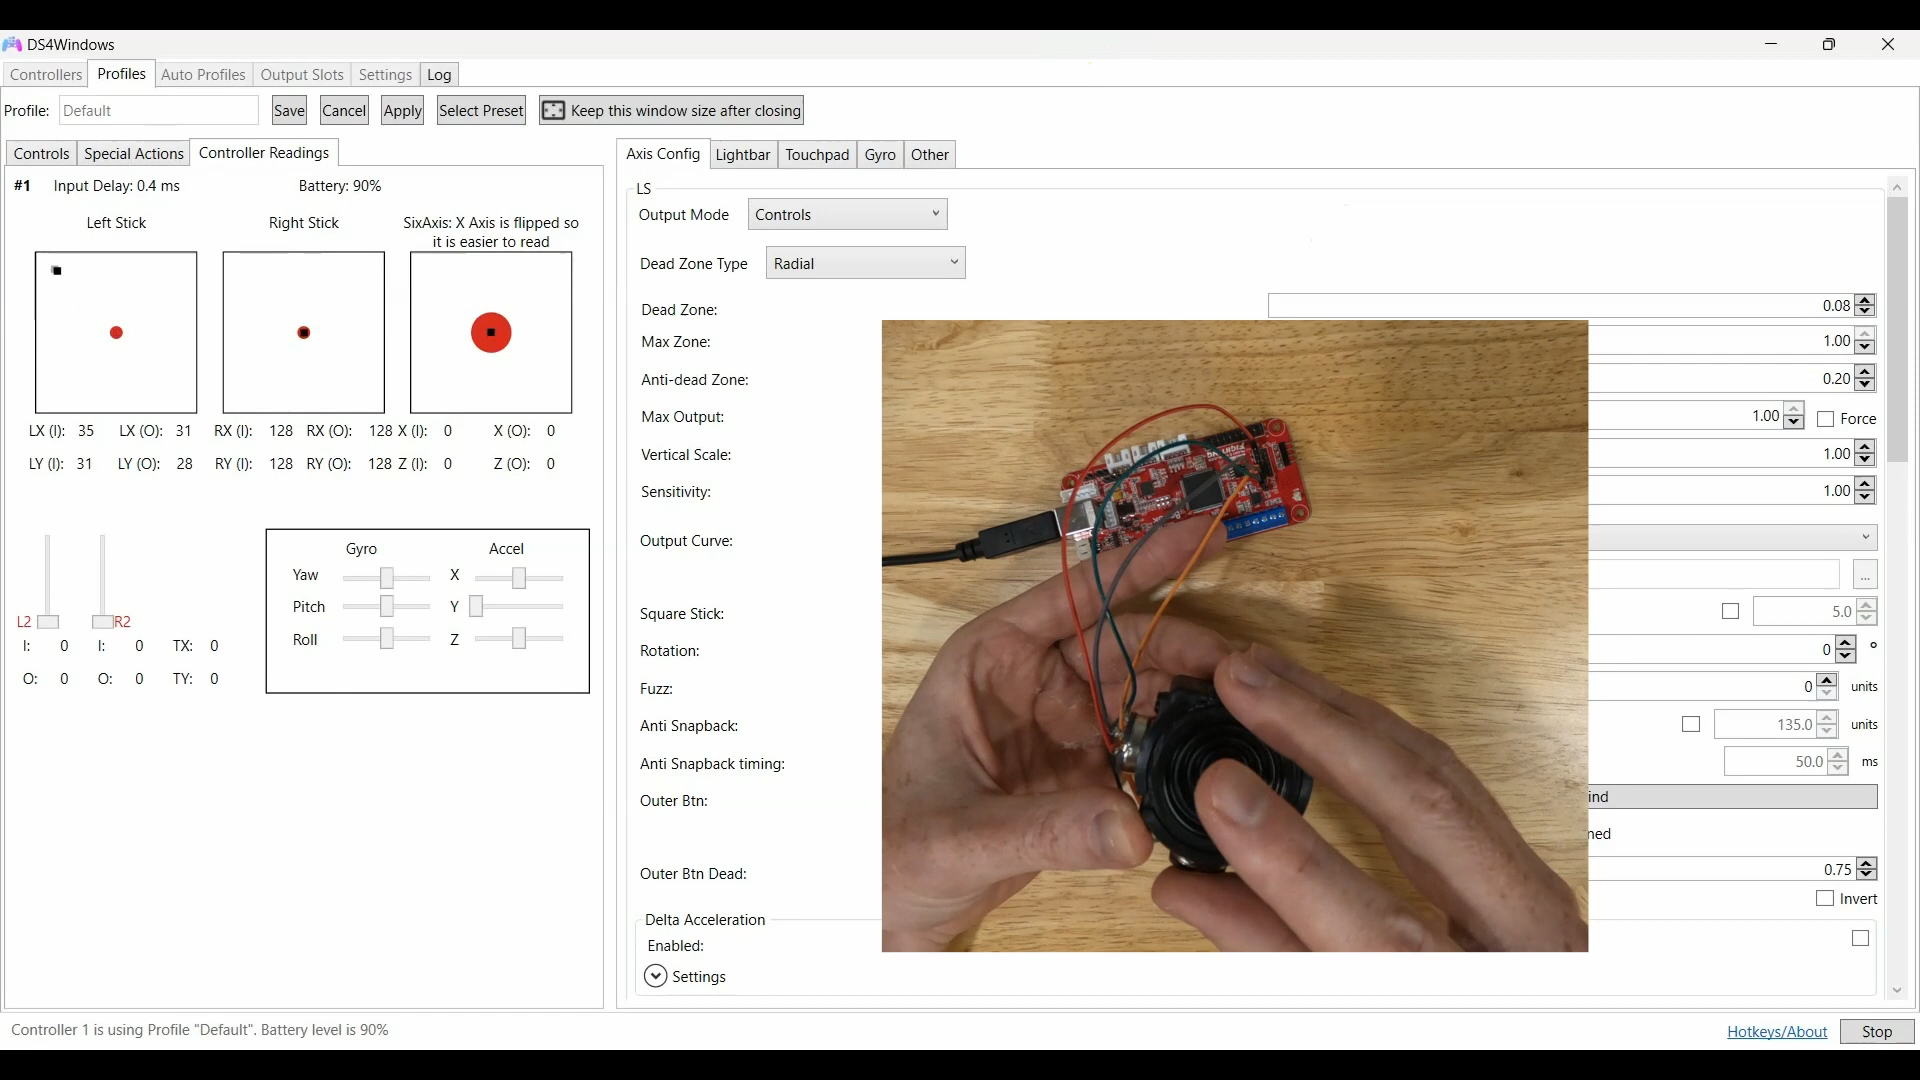 DS4Windows
Controllers Profiles Auto Profiles Output Slots Settings Log
Profile: Default Save Cancel Apply Select Preset Keep this window size after closing
Controls Special Actions Controller Readings
#1 Input Delay: 0.4 ms Battery: 90%
Left Stick Right Stick SixAxis: X Axis is flipped so
it is easier to read
LX (I): 35 LX (O): 31 RX (I): 128 RX (O): 128 X (I): 0 X (O): 0
LY (I): 31 LY (O): 28 RY (I): 128 RY (O): 128 Z (I): 0 Z (O): 0
Gyro Accel
Yaw X
Pitch Y
Roll Z
L2 R2
I: 0 I: 0 TX: 0
O: 0 O: 0 TY: 0
Axis Config Lightbar Touchpad Gyro Other
LS
Output Mode Controls
Dead Zone Type Radial
Dead Zone: 0.08
Max Zone: 1.00
Anti-dead Zone: 0.20
Max Output: 1.00 Force
Vertical Scale: 1.00
Sensitivity: 1.00
Output Curve:
...
Square Stick: 5.0
Rotation: 0 °
Fuzz: 0 units
Anti Snapback: 135.0 units
Anti Snapback timing: 50.0 ms
Outer Btn: ind
ned
Outer Btn Dead: 0.75
Invert
Delta Acceleration
Enabled:
Settings
Controller 1 is using Profile "Default". Battery level is 90%
Hotkeys/About Stop